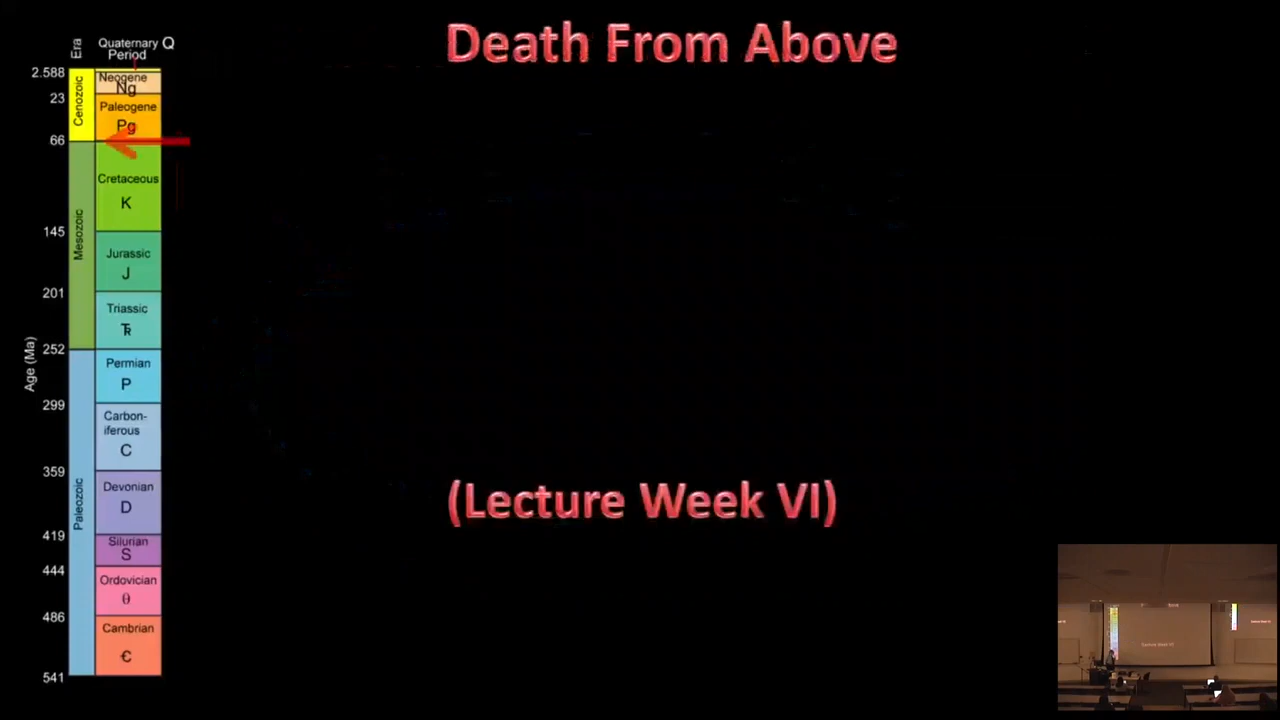 Death From Above
Era
Quaternary Q
Period
2.588
Neogene
Ng
23
Cenozoic
Paleogene
Pg
66
Cretaceous
K
Mesozoic
145
Jurassic
J
201
Triassic
252
Age (Ma)
Permian
P
299
Carbon-
iferous
C
359
Paleozoic
Devonian
D
419
Silurian
S
444
Ordovician
θ
486
Cambrian
Є
541
(Lecture Week VI)